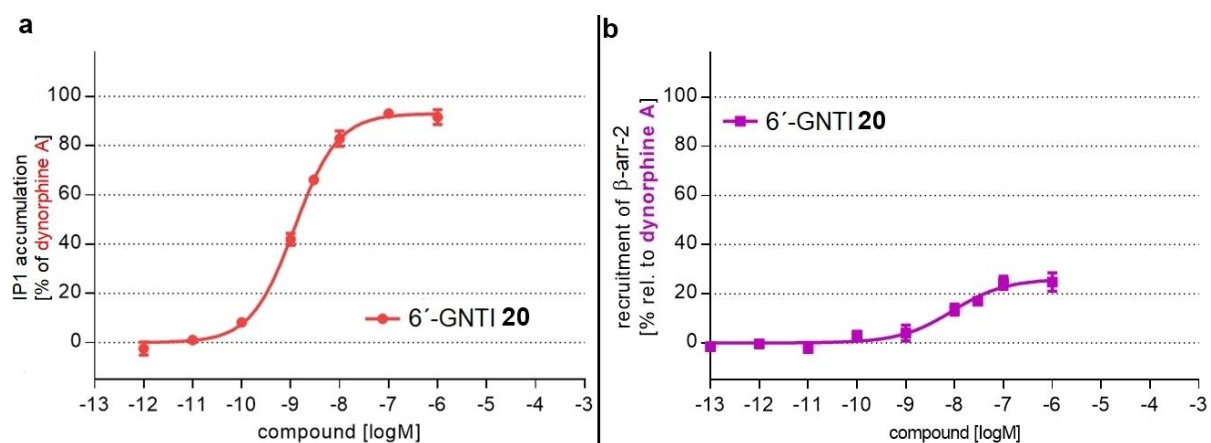 a
IP1 accumulation
[% of dynorphine A]
100
80
60
40
20
0
6´-GNTI 20
-13 -12 -11 -10 -9 -8 -7 -6 -5 -4 -3
compound [logM]
b
recruitment of β-arr-2
[% rel. to dynorphine A]
100
80
60
40
20
0
6´-GNTI 20
-13 -12 -11 -10 -9 -8 -7 -6 -5 -4 -3
compound [logM]